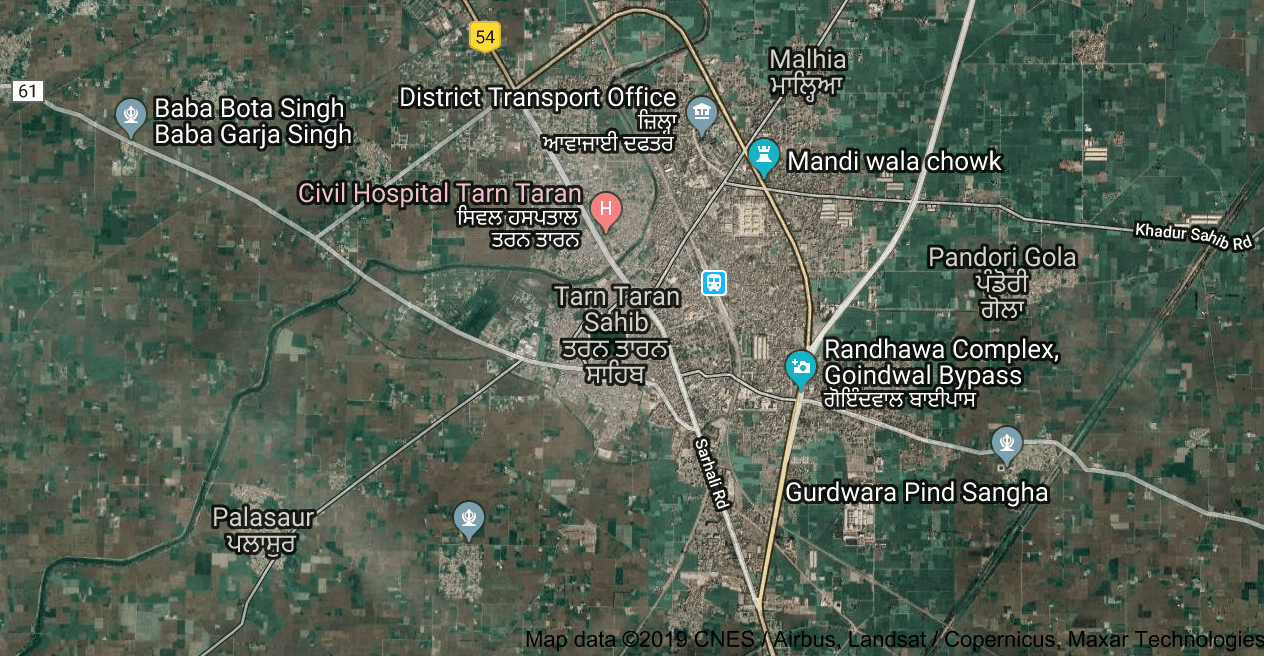 54
Malhia
ਮਾਲ੍ਹਿਆ
61
District Transport Office
ਜ਼ਿਲ੍ਹਾ
ਆਵਾਜਾਈ ਦਫਤਰ
Baba Bota Singh
Baba Garja Singh
Mandi wala chowk
Civil Hospital Tarn Taran
ਸਿਵਲ ਹਸਪਤਾਲ
ਤਰਨ ਤਾਰਨ
H
Khadur Sahib Rd
Pandori Gola
ਪੰਡੋਰੀ
ਗੋਲਾ
Tarn Taran
Sahib
ਤਰਨ ਤਾਰਨ
ਸਾਹਿਬ
Randhawa Complex,
Goindwal Bypass
ਗੋਇੰਦਵਾਲ ਬਾਈਪਾਸ
Sarhali Rd
Gurdwara Pind Sangha
Palasaur
ਪਲਾਸੁਰ
Map data ©2019 CNES / Airbus, Landsat / Copernicus, Maxar Technologies